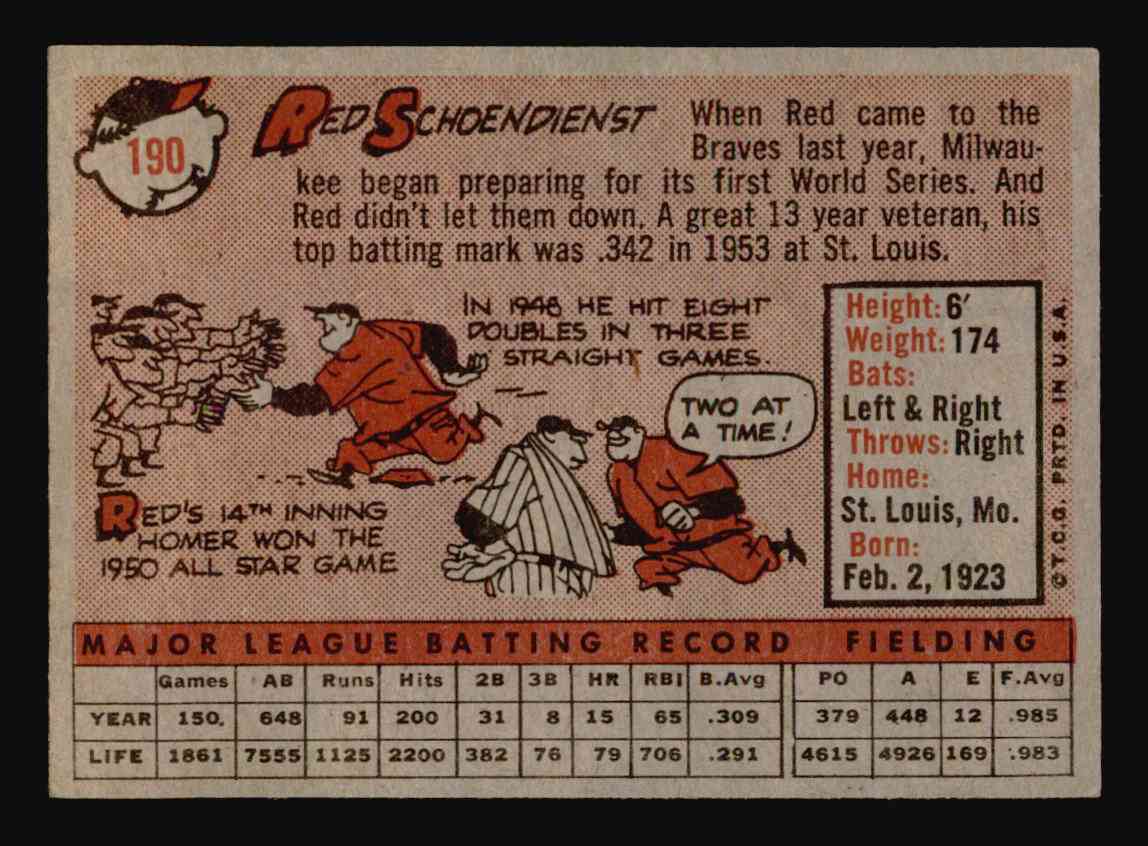 190
RED SCHOENDIENST
When Red came to the
Braves last year, Milwau-
kee began preparing for its first World Series. And
Red didn't let them down. A great 13 year veteran, his
top batting mark was .342 in 1953 at St. Louis.
IN 1948 HE HIT EIGHT
DOUBLES IN THREE
STRAIGHT GAMES.
TWO AT
A TIME!
RED'S 14TH INNING
HOMER WON THE
1950 ALL STAR GAME
Height: 6'
Weight: 174
Bats:
Left & Right
Throws: Right
Home:
St. Louis, Mo.
Born:
Feb. 2, 1923
© T.C.G. PRTD. IN U.S.A.
MAJOR LEAGUE BATTING RECORD FIELDING
Games AB Runs Hits 2B 3B HR RBI B.Avg PO A E F.Avg
YEAR 150. 648 91 200 31 8 15 65 .309 379 448 12 .985
LIFE 1861 7555 1125 2200 382 76 79 706 .291 4615 4926 169 .983